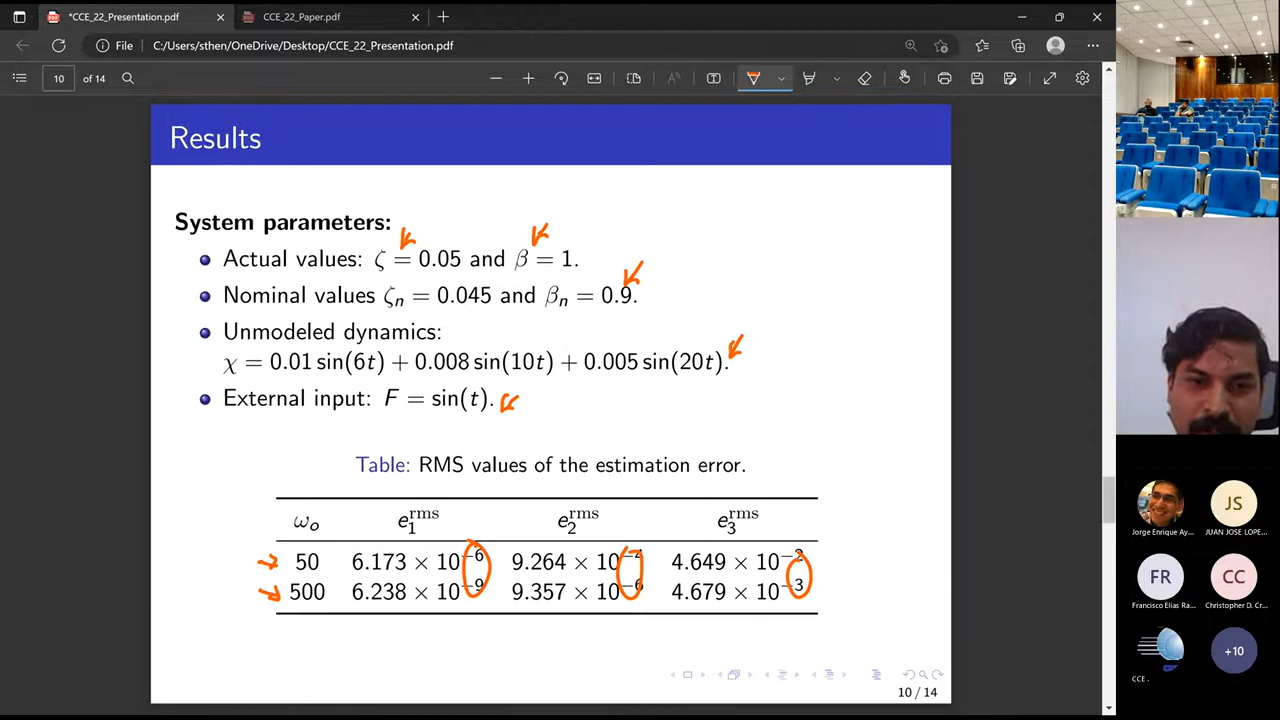 *CCE_22_Presentation.pdf
CCE_22_Paper.pdf
File
C:/Users/sthen/OneDrive/Desktop/CCE_22_Presentation.pdf
10 of 14
Results
System parameters:
Actual values: ζ = 0.05 and β = 1.
Nominal values ζₙ = 0.045 and βₙ = 0.9.
Unmodeled dynamics:
χ = 0.01 sin(6t) + 0.008 sin(10t) + 0.005 sin(20t).
External input: F = sin(t).
Table: RMS values of the estimation error.
ωₒ e₁ʳᵐˢ e₂ʳᵐˢ e₃ʳᵐˢ
50 6.173 × 10⁻⁶ 9.264 × 10⁻⁴ 4.649 × 10⁻²
500 6.238 × 10⁻⁹ 9.357 × 10⁻⁶ 4.679 × 10⁻³
10 / 14
JS
Jorge Enrique Ay...
JUAN JOSE LOPE...
FR
CC
Francisco Elias Ra...
Christopher D. Cr...
+10
CCE .